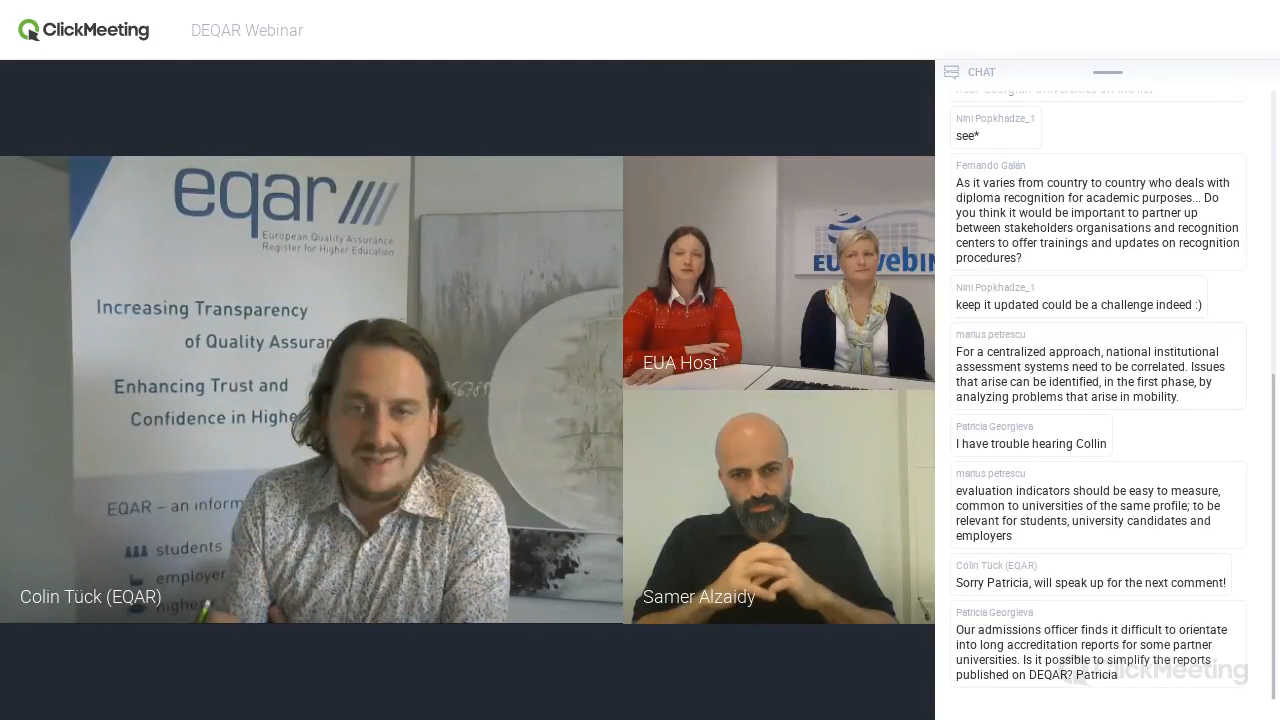 ClickMeeting
DEQAR Webinar
CHAT
near Georgian Universities on the list
Nini Popkhadze_1
see*
Fernando Galán
As it varies from country to country who deals with
diploma recognition for academic purposes... Do
you think it would be important to partner up
between stakeholders organisations and recognition
centers to offer trainings and updates on recognition
procedures?
Nini Popkhadze_1
keep it updated could be a challenge indeed :)
marius petrescu
For a centralized approach, national institutional
assessment systems need to be correlated. Issues
that arise can be identified, in the first phase, by
analyzing problems that arise in mobility.
Patricia Georgieva
I have trouble hearing Collin
marius petrescu
evaluation indicators should be easy to measure,
common to universities of the same profile; to be
relevant for students, university candidates and
employers
Colin Tück (EQAR)
Sorry Patricia, will speak up for the next comment!
Patricia Georgieva
Our admissions officer finds it difficult to orientate
into long accreditation reports for some partner
universities. Is it possible to simplify the reports
published on DEQAR? Patricia
ClickMeeting
eqar
European Quality Assurance
Register for Higher Education
Increasing Transparency
of Quality Assuran
Enhancing Trust and
Confidence in Highe
EQAR – an inform
students
employer
highe
Colin Tück (EQAR)
EUA Host
Samer Alzaidy